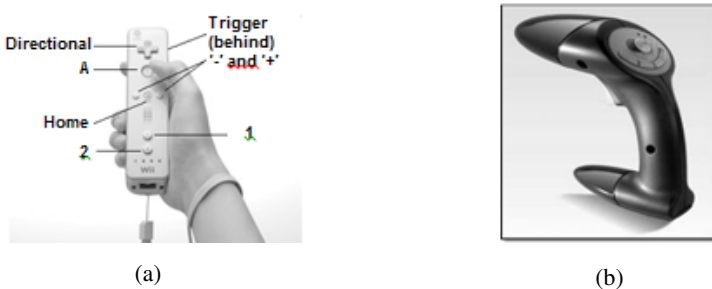 Directional
A
Home
2
Trigger
(behind)
'-' and '+'
1
Wii
(a)
(b)